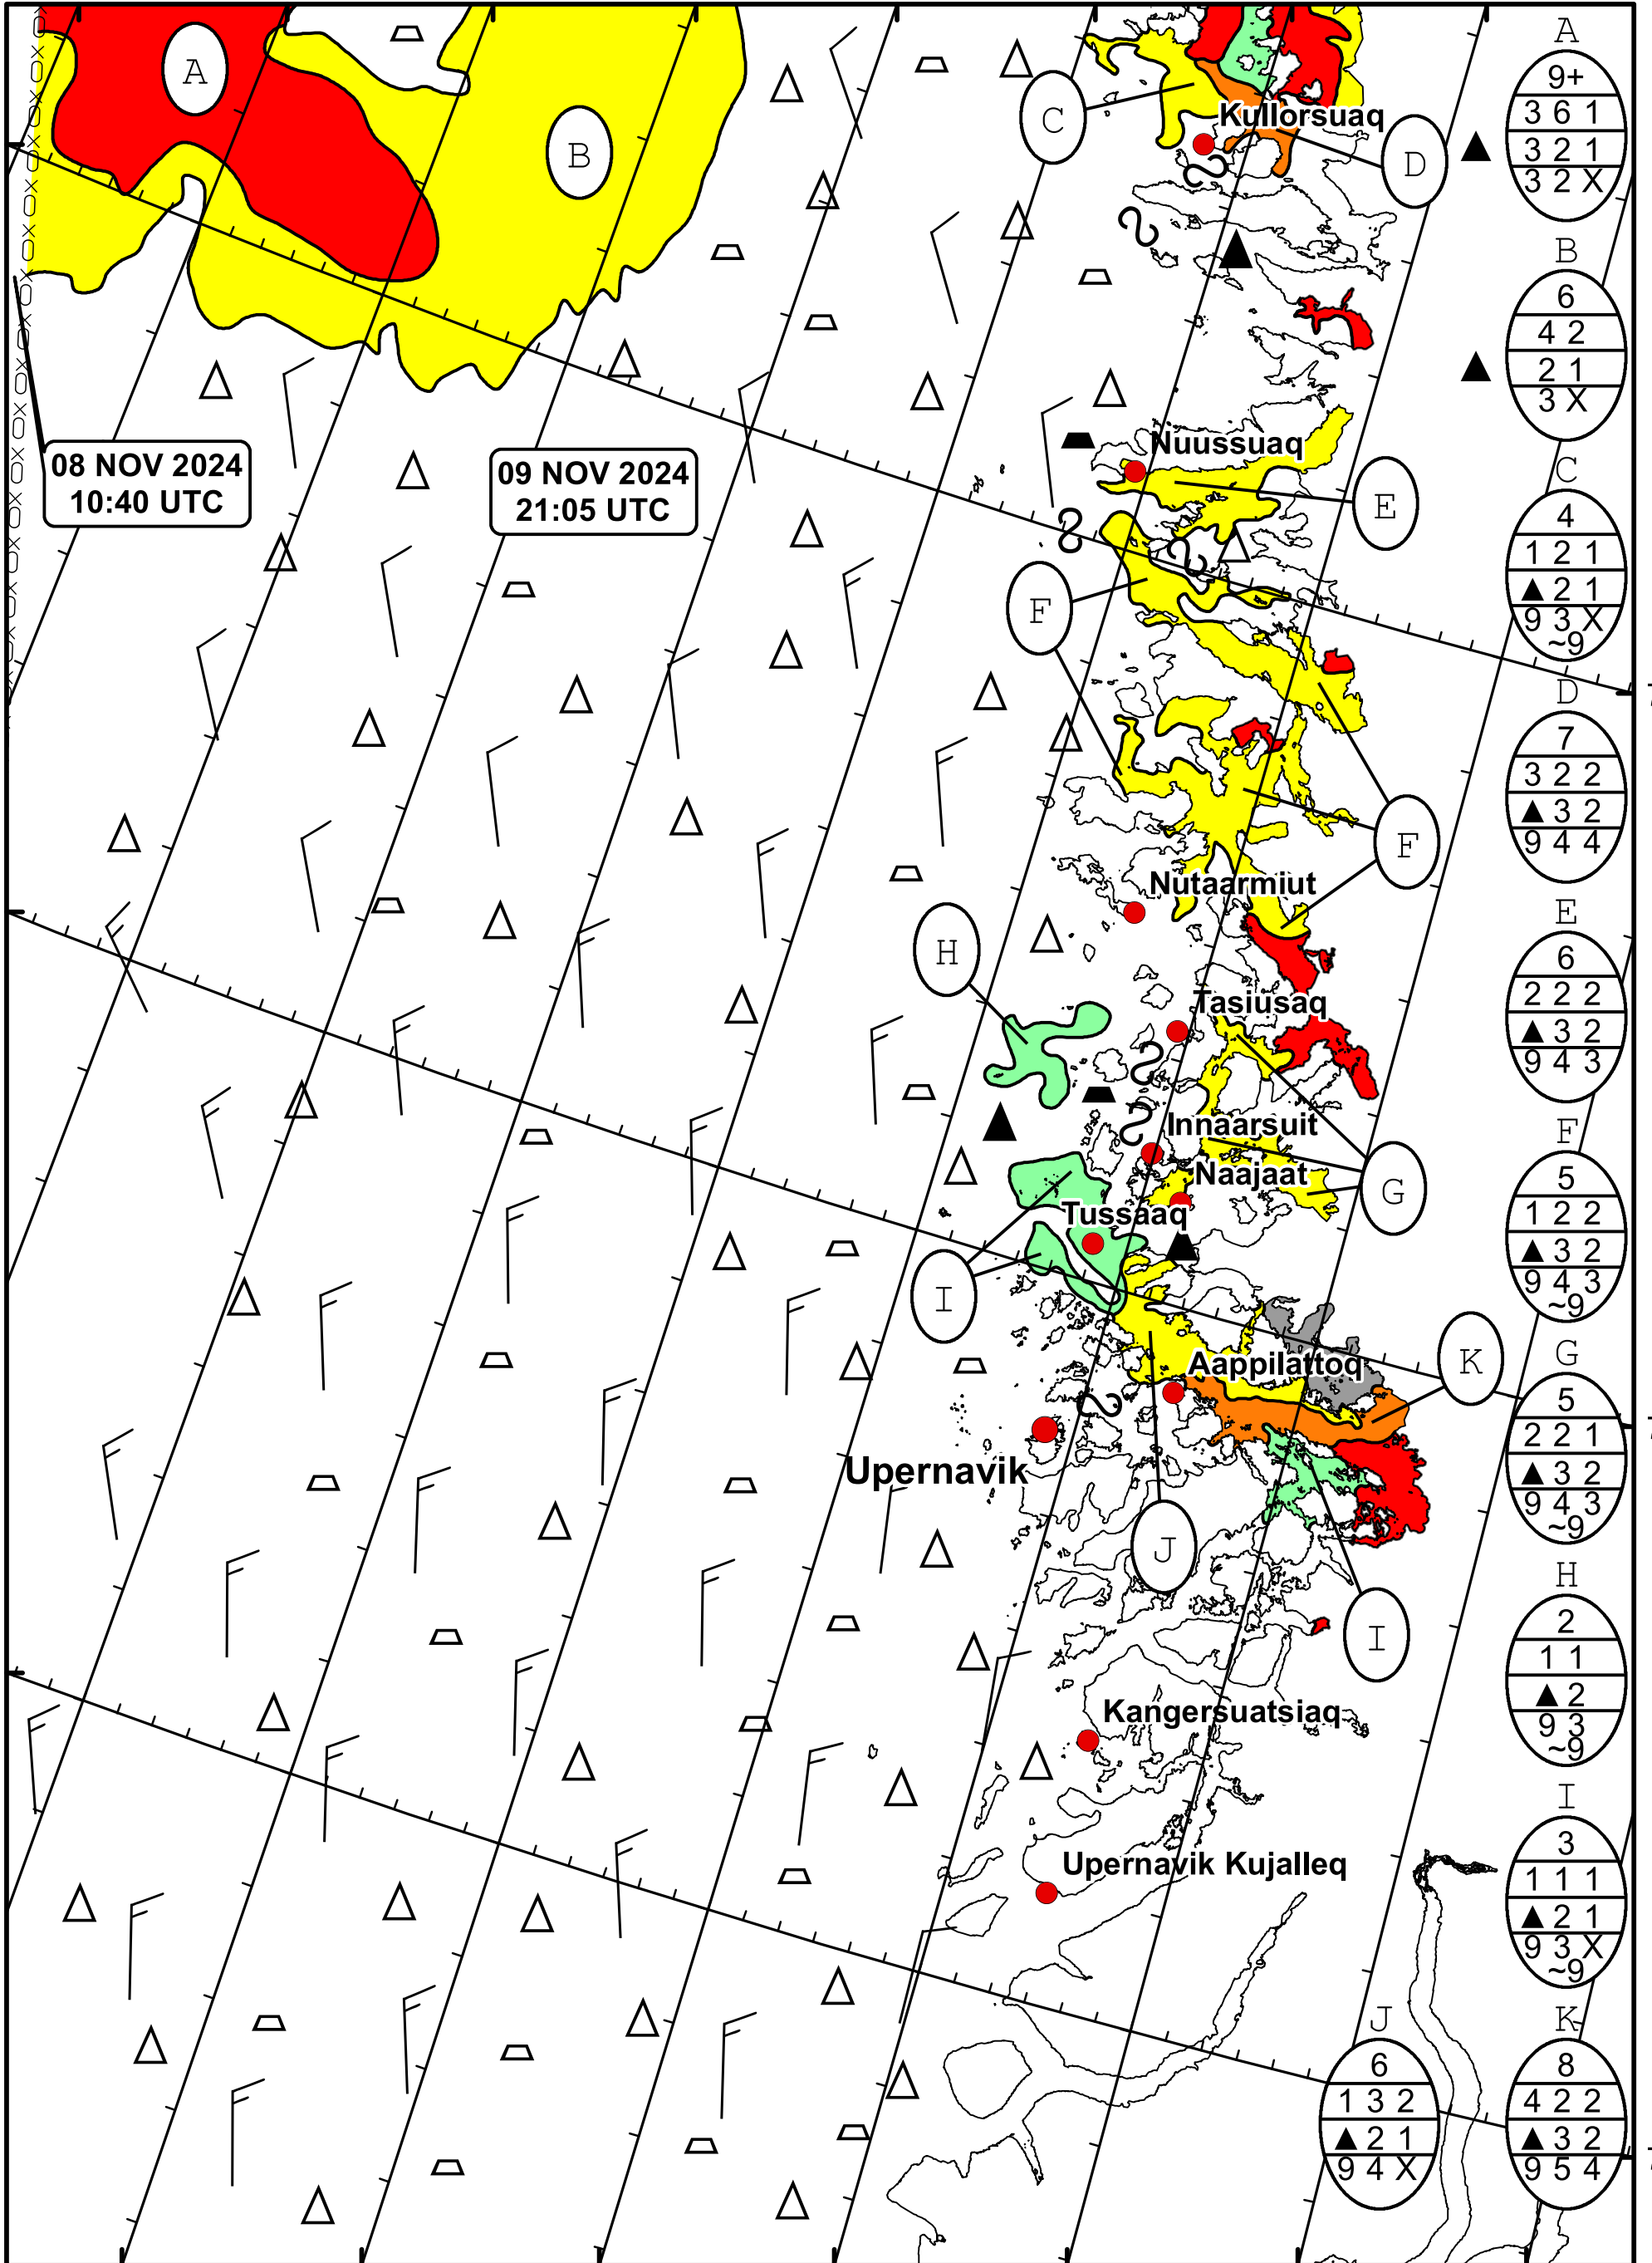 A
B
C
Kullorsuaq
D
08 NOV 2024
10:40 UTC
09 NOV 2024
21:05 UTC
Nuussuaq
E
F
F
Nutaarmiut
H
Tasiusaq
Innaarsuit
Naajaat
G
Tussaaq
I
Aappilattoq
K
Upernavik
J
I
Kangersuatsiaq
Upernavik Kujalleq
A
9+
3 6 1
▲ 3 2 1
3 2 X
B
6
4 2
▲ 2 1
3 X
C
4
1 2 1
▲ 2 1
9 3 X
~9
D
7
3 2 2
▲ 3 2
9 4 4
E
6
2 2 2
▲ 3 2
9 4 3
F
5
1 2 2
▲ 3 2
9 4 3
~9
G
5
2 2 1
▲ 3 2
9 4 3
~9
H
2
1 1
▲ 2
9 3
~9
I
3
1 1 1
▲ 2 1
9 3 X
~9
J
6
1 3 2
▲ 2 1
9 4 X
K
8
4 2 2
▲ 3 2
9 5 4